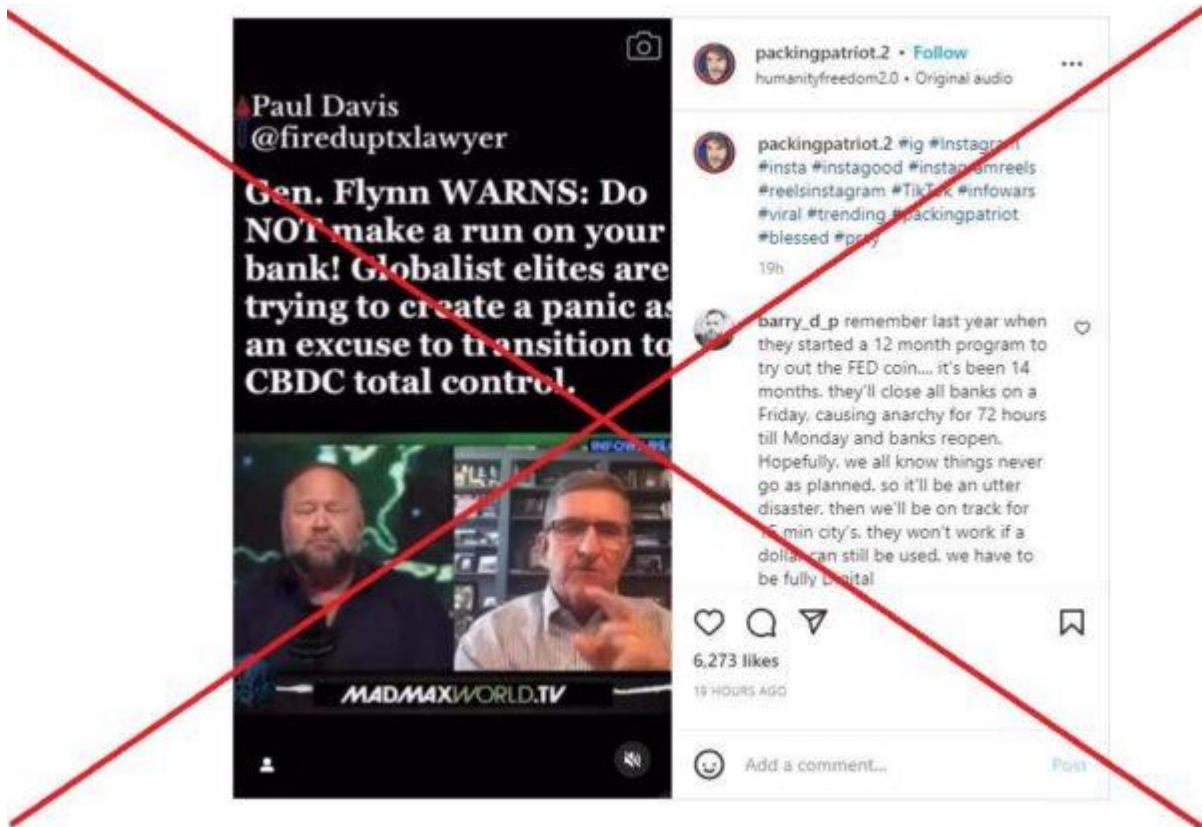 Paul Davis
@fireduptxlawyer
Gen. Flynn WARNS: Do
NOT make a run on your
bank! Globalist elites are
trying to create a panic as
an excuse to transition to
CBDC total control.
MADMAXWORLD.TV
packingpatriot.2 • Follow
humanityfreedom2.0 • Original audio
packingpatriot.2 #ig #Instagram
#insta #instagood #instagramreels
#reelsinstagram #TikTok #infowars
#viral #trending #packingpatriot
#blessed #pray
19h
barry_d_p remember last year when
they started a 12 month program to
try out the FED coin.... it's been 14
months. they'll close all banks on a
Friday. causing anarchy for 72 hours
till Monday and banks reopen.
Hopefully. we all know things never
go as planned. so it'll be an utter
disaster. then we'll be on track for
15 min city's. they won't work if a
dollar can still be used. we have to
be fully Digital
6,273 likes
19 HOURS AGO
Add a comment...
Post